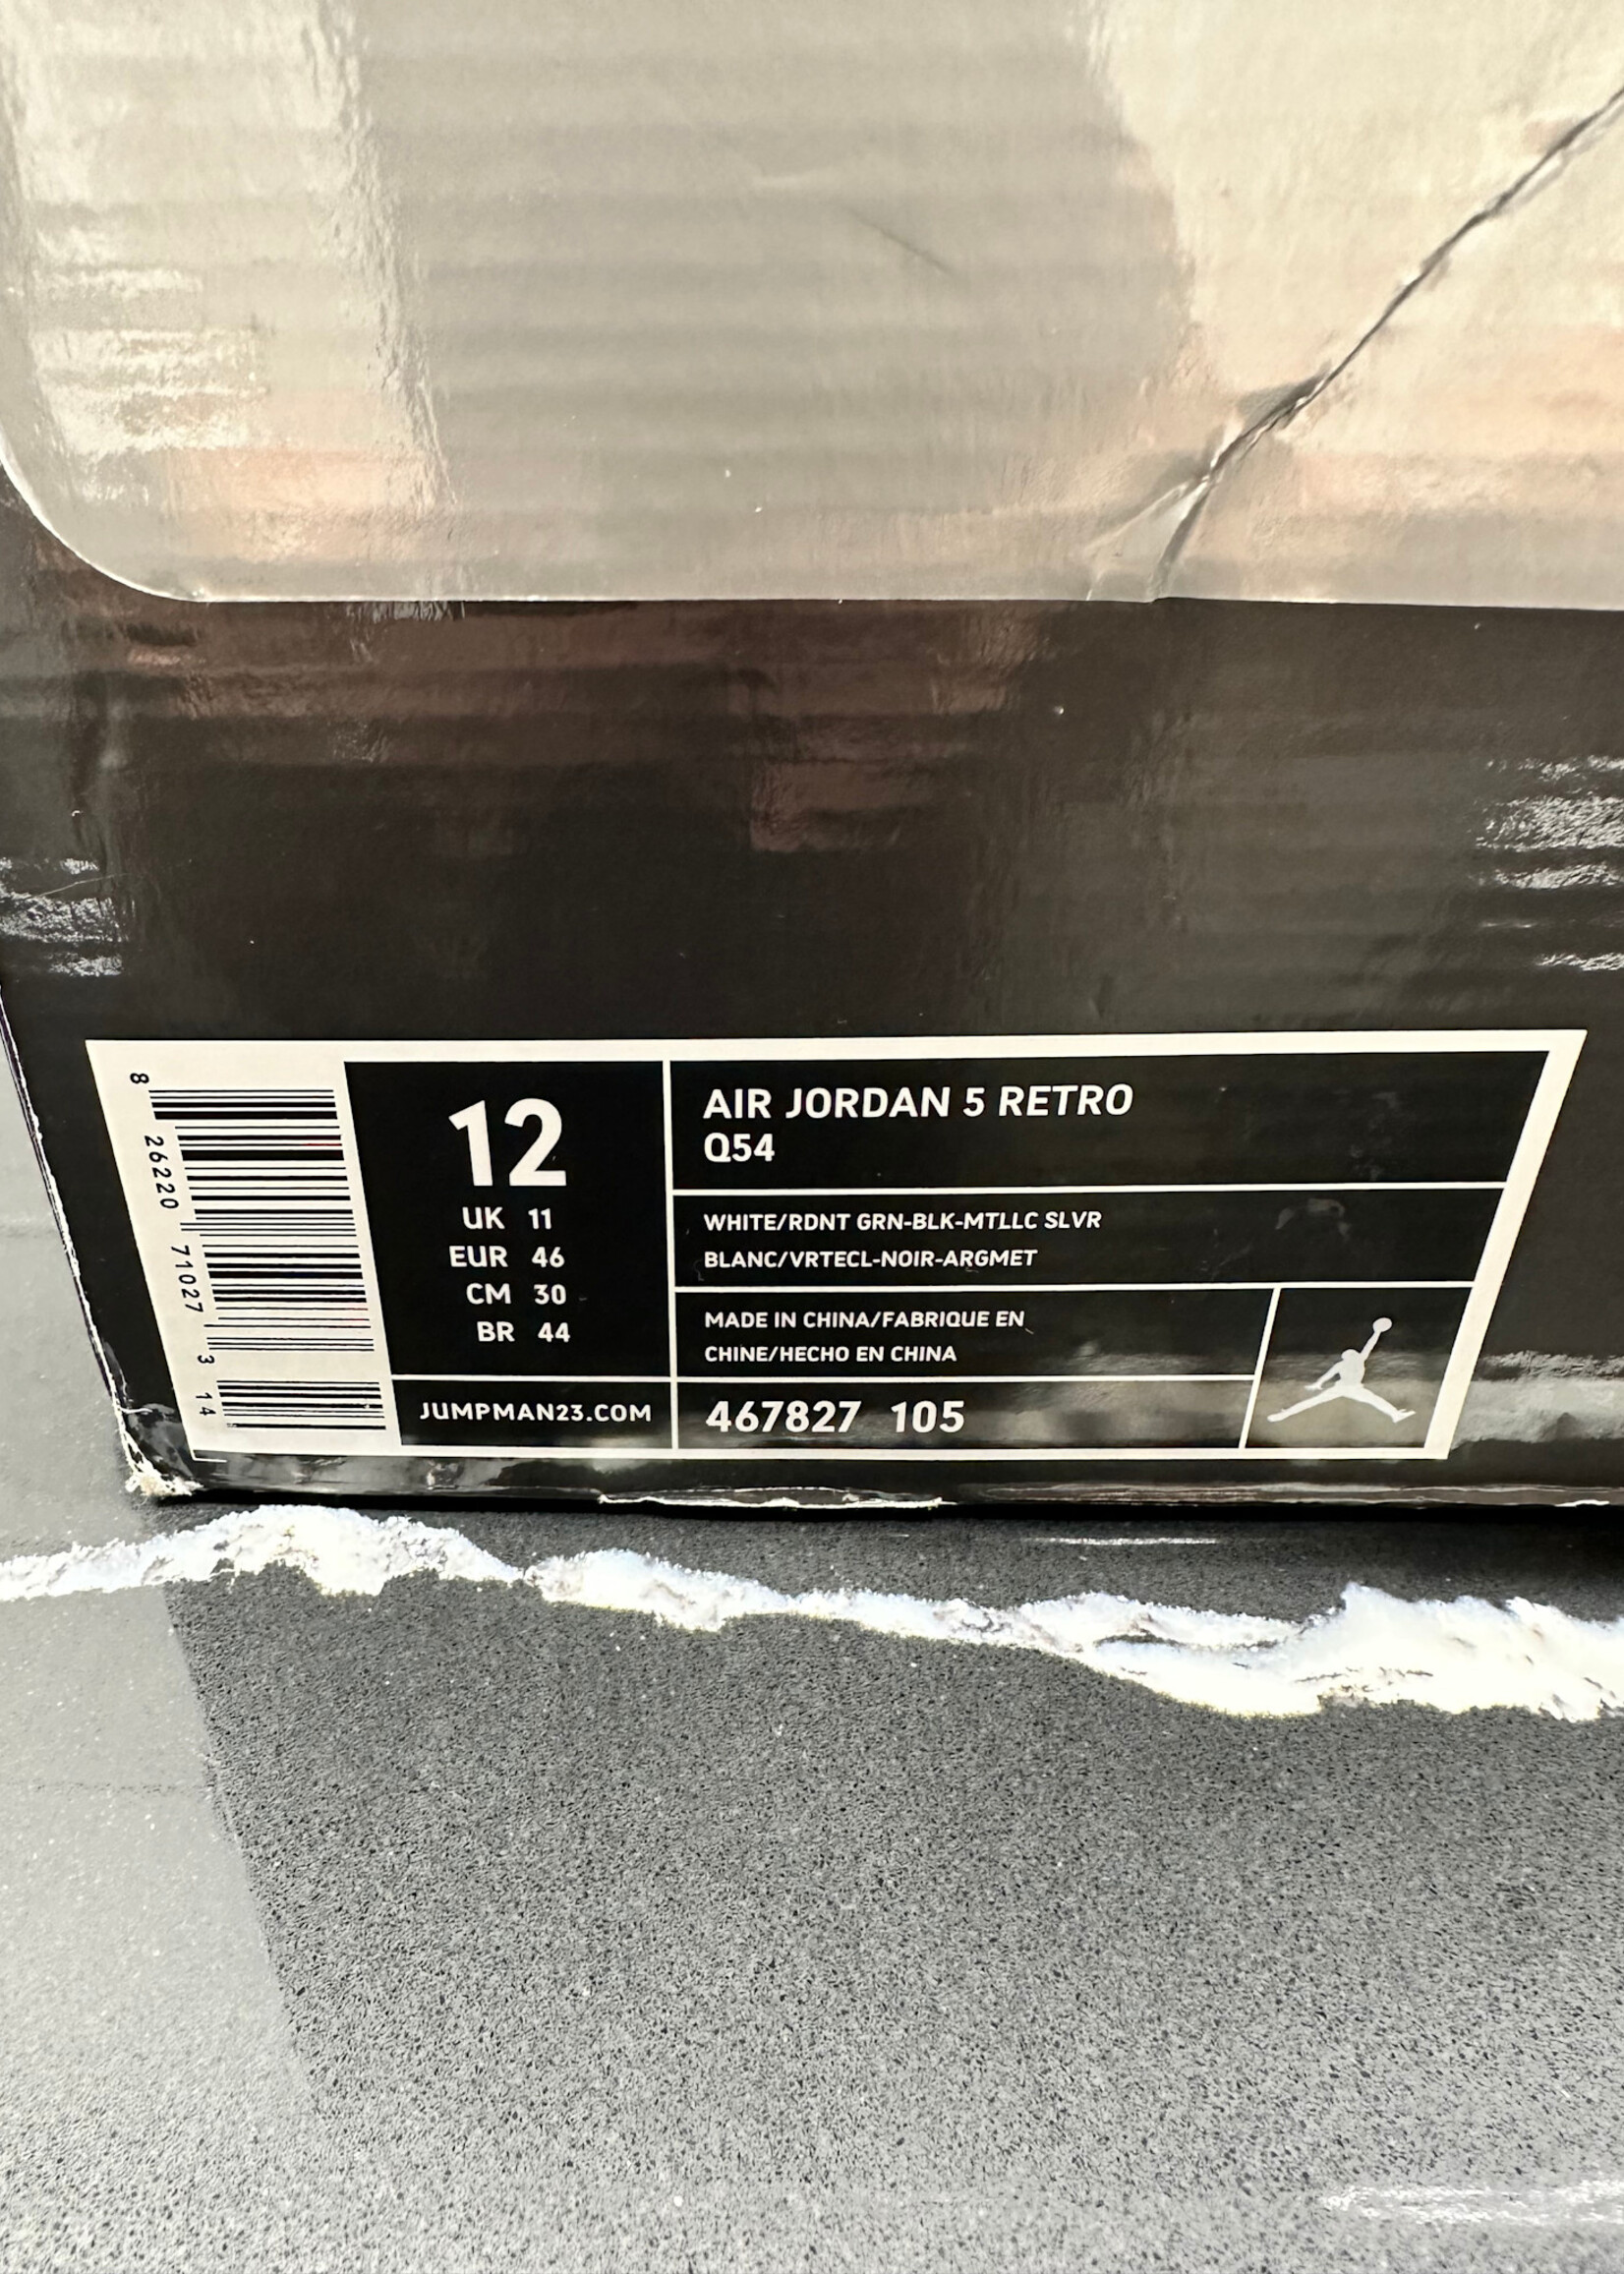 8 26220 71027 3 14
12
UK 11
EUR 46
CM 30
BR 44
JUMPMAN23.COM
AIR JORDAN 5 RETRO
Q54
WHITE/RDNT GRN-BLK-MTLLC SLVR
BLANC/VRTECL-NOIR-ARGMET
MADE IN CHINA/FABRIQUE EN
CHINE/HECHO EN CHINA
467827 105